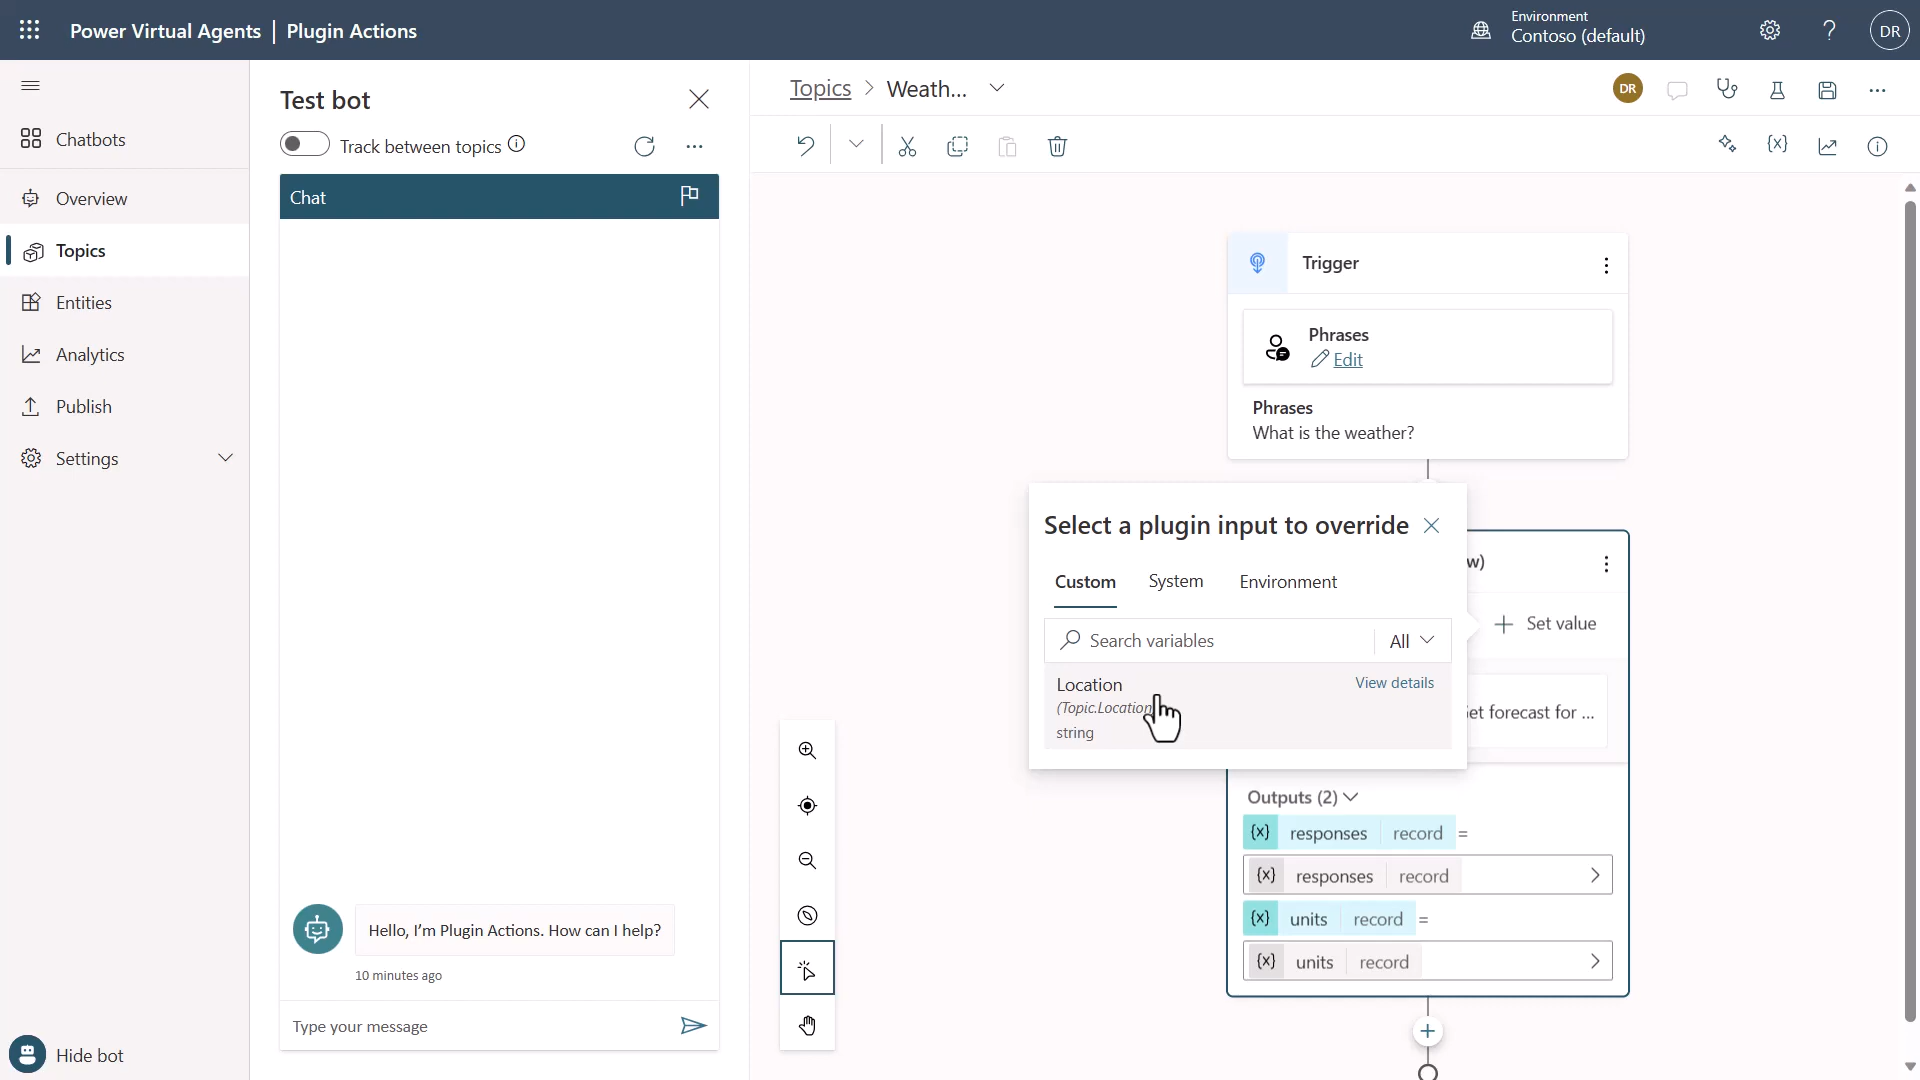 Power Virtual Agents | Plugin Actions
Environment
Contoso (default)
DR
Chatbots
Overview
Topics
Entities
Analytics
Publish
Settings
Hide bot
Test bot
Track between topics
Chat
Hello, I'm Plugin Actions. How can I help?
10 minutes ago
Type your message
Topics > Weath...
DR
{x}
Trigger
Phrases
Edit
Phrases
What is the weather?
Select a plugin input to override
Custom System Environment
Search variables All
Location View details
(Topic.Location
string
w)
Set value
et forecast for ...
Outputs (2)
{x} responses record =
{x} responses record
{x} units record =
{x} units record